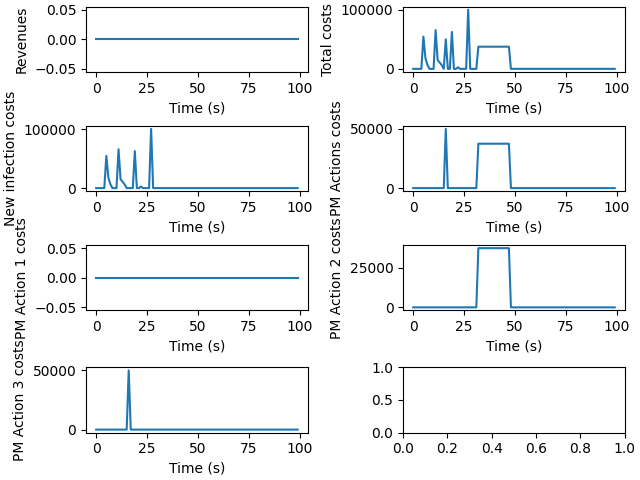 Revenues
0.05
0.00
−0.05
0 25 50 75 100
Time (s)
Total costs
100000
0
0 25 50 75 100
Time (s)
New infection costs
100000
0
0 25 50 75 100
Time (s)
PM Actions costs
50000
0
0 25 50 75 100
Time (s)
PM Action 1 costs
0.05
0.00
−0.05
0 25 50 75 100
Time (s)
PM Action 2 costs
25000
0
0 25 50 75 100
Time (s)
PM Action 3 costs
50000
0
0 25 50 75 100
Time (s)
1.0
0.5
0.0
0.0 0.2 0.4 0.6 0.8 1.0